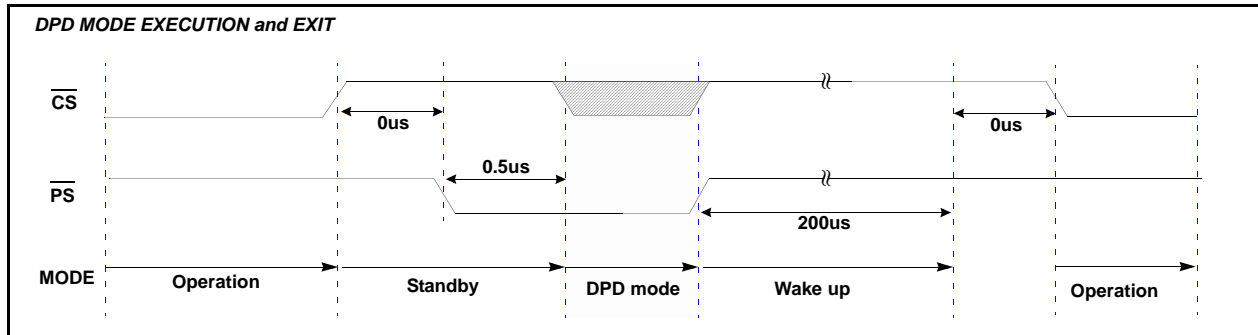 DPD MODE EXECUTION and EXIT
CS
0us
0us
0.5us
PS
200us
MODE
Operation
Standby
DPD mode
Wake up
Operation